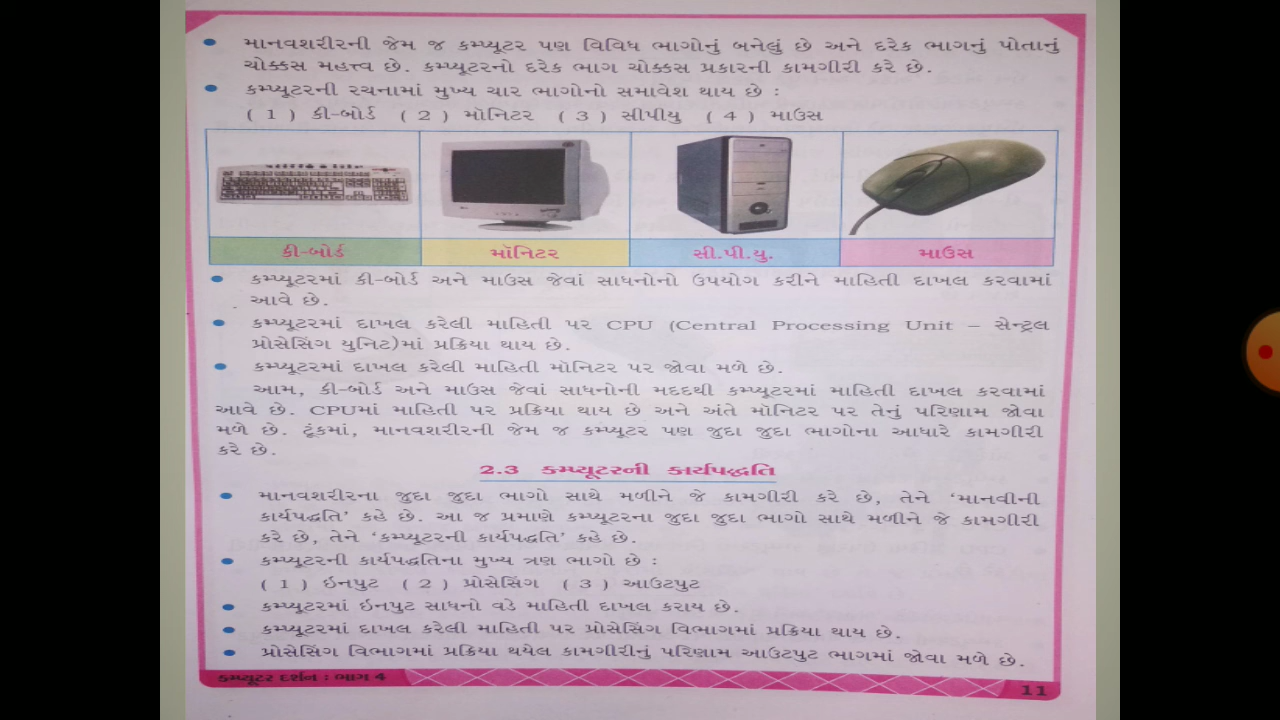 માનવશરીરની જેમ જ કમ્પ્યૂટર પણ વિવિધ ભાગોનું બનેલું છે અને દરેક ભાગનું પોતાનું
ચોક્કસ મહત્ત્વ છે. કમ્પ્યૂટરનો દરેક ભાગ ચોક્કસ પ્રકારની કામગીરી કરે છે.
કમ્પ્યૂટરની રચનામાં મુખ્ય ચાર ભાગોનો સમાવેશ થાય છે :
( 1 ) કી-બોર્ડ ( 2 ) મૉનિટર ( 3 ) સીપીયુ ( 4 ) માઉસ
કી-બોર્ડ મૉનિટર સી.પી.યુ. માઉસ
કમ્પ્યૂટરમાં કી-બોર્ડ અને માઉસ જેવાં સાધનોનો ઉપયોગ કરીને માહિતી દાખલ કરવામાં
આવે છે.
કમ્પ્યૂટરમાં દાખલ કરેલી માહિતી પર CPU (Central Processing Unit – સેન્ટ્રલ
પ્રોસેસિંગ યુનિટ)માં પ્રક્રિયા થાય છે.
કમ્પ્યૂટરમાં દાખલ કરેલી માહિતી મૉનિટર પર જોવા મળે છે.
આમ, કી-બોર્ડ અને માઉસ જેવાં સાધનોની મદદથી કમ્પ્યૂટરમાં માહિતી દાખલ કરવામાં
આવે છે. CPUમાં માહિતી પર પ્રક્રિયા થાય છે અને અંતે મૉનિટર પર તેનું પરિણામ જોવા
મળે છે. ટૂંકમાં, માનવશરીરની જેમ જ કમ્પ્યૂટર પણ જુદા જુદા ભાગોના આધારે કામગીરી
કરે છે.
2.3 કમ્પ્યૂટરની કાર્યપદ્ધતિ
માનવશરીરના જુદા જુદા ભાગો સાથે મળીને જે કામગીરી કરે છે, તેને ‘માનવીની
કાર્યપદ્ધતિ’ કહે છે. આ જ પ્રમાણે કમ્પ્યૂટરના જુદા જુદા ભાગો સાથે મળીને જે કામગીરી
કરે છે, તેને ‘કમ્પ્યૂટરની કાર્યપદ્ધતિ’ કહે છે.
કમ્પ્યૂટરની કાર્યપદ્ધતિના મુખ્ય ત્રણ ભાગો છે :
( 1 ) ઇનપુટ ( 2 ) પ્રોસેસિંગ ( 3 ) આઉટપુટ
કમ્પ્યૂટરમાં ઇનપુટ સાધનો વડે માહિતી દાખલ કરાય છે.
કમ્પ્યૂટરમાં દાખલ કરેલી માહિતી પર પ્રોસેસિંગ વિભાગમાં પ્રક્રિયા થાય છે.
પ્રોસેસિંગ વિભાગમાં પ્રક્રિયા થયેલ કામગીરીનું પરિણામ આઉટપુટ ભાગમાં જોવા મળે છે.
કમ્પ્યૂટર દર્શન : ભાગ 4
11